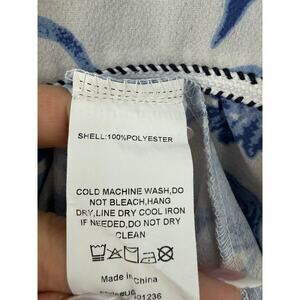 SHELL:100%POLYESTER
COLD MACHINE WASH,DO
NOT BLEACH,HANG
DRY,LINE DRY COOL IRON
IF NEEDED,DO NOT DRY
CLEAN
Made in China
01236